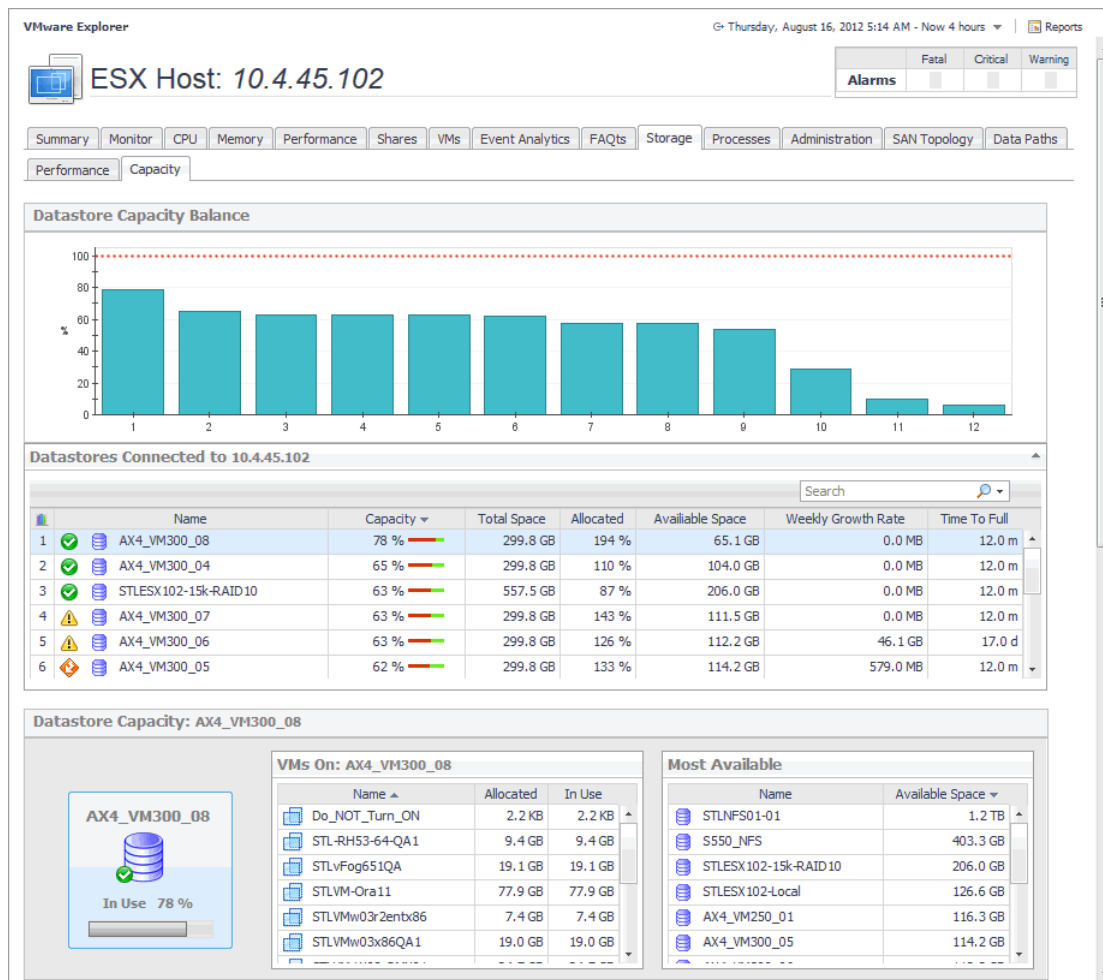 VMware Explorer
Thursday, August 16, 2012 5:14 AM - Now 4 hours Reports
ESX Host: 10.4.45.102
Fatal Critical Warning
Alarms
Summary Monitor CPU Memory Performance Shares VMs Event Analytics FAQts Storage Processes Administration SAN Topology Data Paths
Performance Capacity
Datastore Capacity Balance
100
80
60
%
40
20
0
1 2 3 4 5 6 7 8 9 10 11 12
Datastores Connected to 10.4.45.102
Search
Name Capacity Total Space Allocated Availiable Space Weekly Growth Rate Time To Full
1 AX4_VM300_08 78 % 299.8 GB 194 % 65.1 GB 0.0 MB 12.0 m
2 AX4_VM300_04 65 % 299.8 GB 110 % 104.0 GB 0.0 MB 12.0 m
3 STLESX102-15k-RAID10 63 % 557.5 GB 87 % 206.0 GB 0.0 MB 12.0 m
4 AX4_VM300_07 63 % 299.8 GB 143 % 111.5 GB 0.0 MB 12.0 m
5 AX4_VM300_06 63 % 299.8 GB 126 % 112.2 GB 46.1 GB 17.0 d
6 AX4_VM300_05 62 % 299.8 GB 133 % 114.2 GB 579.0 MB 12.0 m
Datastore Capacity: AX4_VM300_08
AX4_VM300_08
In Use 78 %
VMs On: AX4_VM300_08
Name Allocated In Use
Do_NOT_Turn_ON 2.2 KB 2.2 KB
STL-RH53-64-QA1 9.4 GB 9.4 GB
STLvFog651QA 19.1 GB 19.1 GB
STLVM-Ora11 77.9 GB 77.9 GB
STLVMw03r2entx86 7.4 GB 7.4 GB
STLVMw03x86QA1 19.0 GB 19.0 GB
Most Available
Name Available Space
STLNFS01-01 1.2 TB
S550_NFS 403.3 GB
STLESX102-15k-RAID10 206.0 GB
STLESX102-Local 126.6 GB
AX4_VM250_01 116.3 GB
AX4_VM300_05 114.2 GB